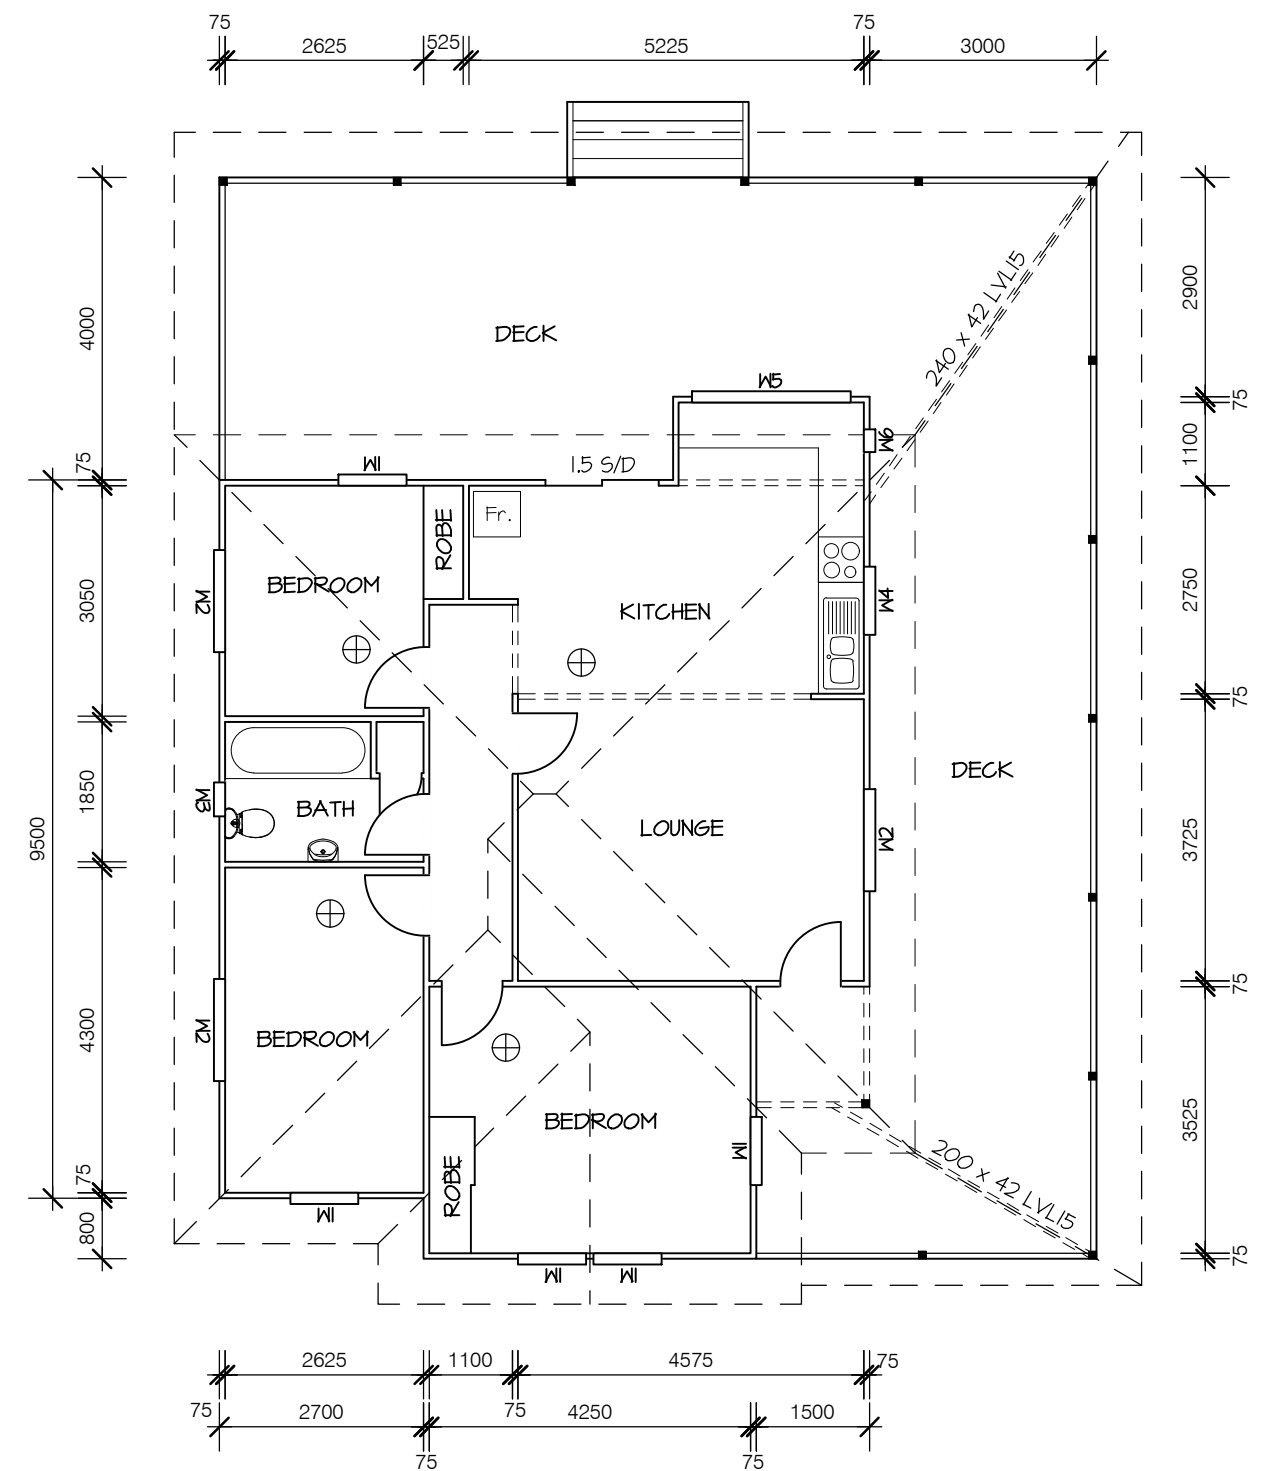 75
75
2625
525
5225
3000
4000
2900
240 x 42 LVL15
DECK
W5
75
W6
1100
75
W1
1.5 S/D
Fr.
ROBE
BEDROOM
W2
3050
KITCHEN
W4
2750
75
DECK
1850
W3
BATH
LOUNGE
W2
3725
9500
75
4300
W2
BEDROOM
BEDROOM
W1
3525
200 x 42 LVL15
ROBE
75
800
W1
W1
W1
75
2625
1100
4575
75
75
2700
75
4250
1500
75
75